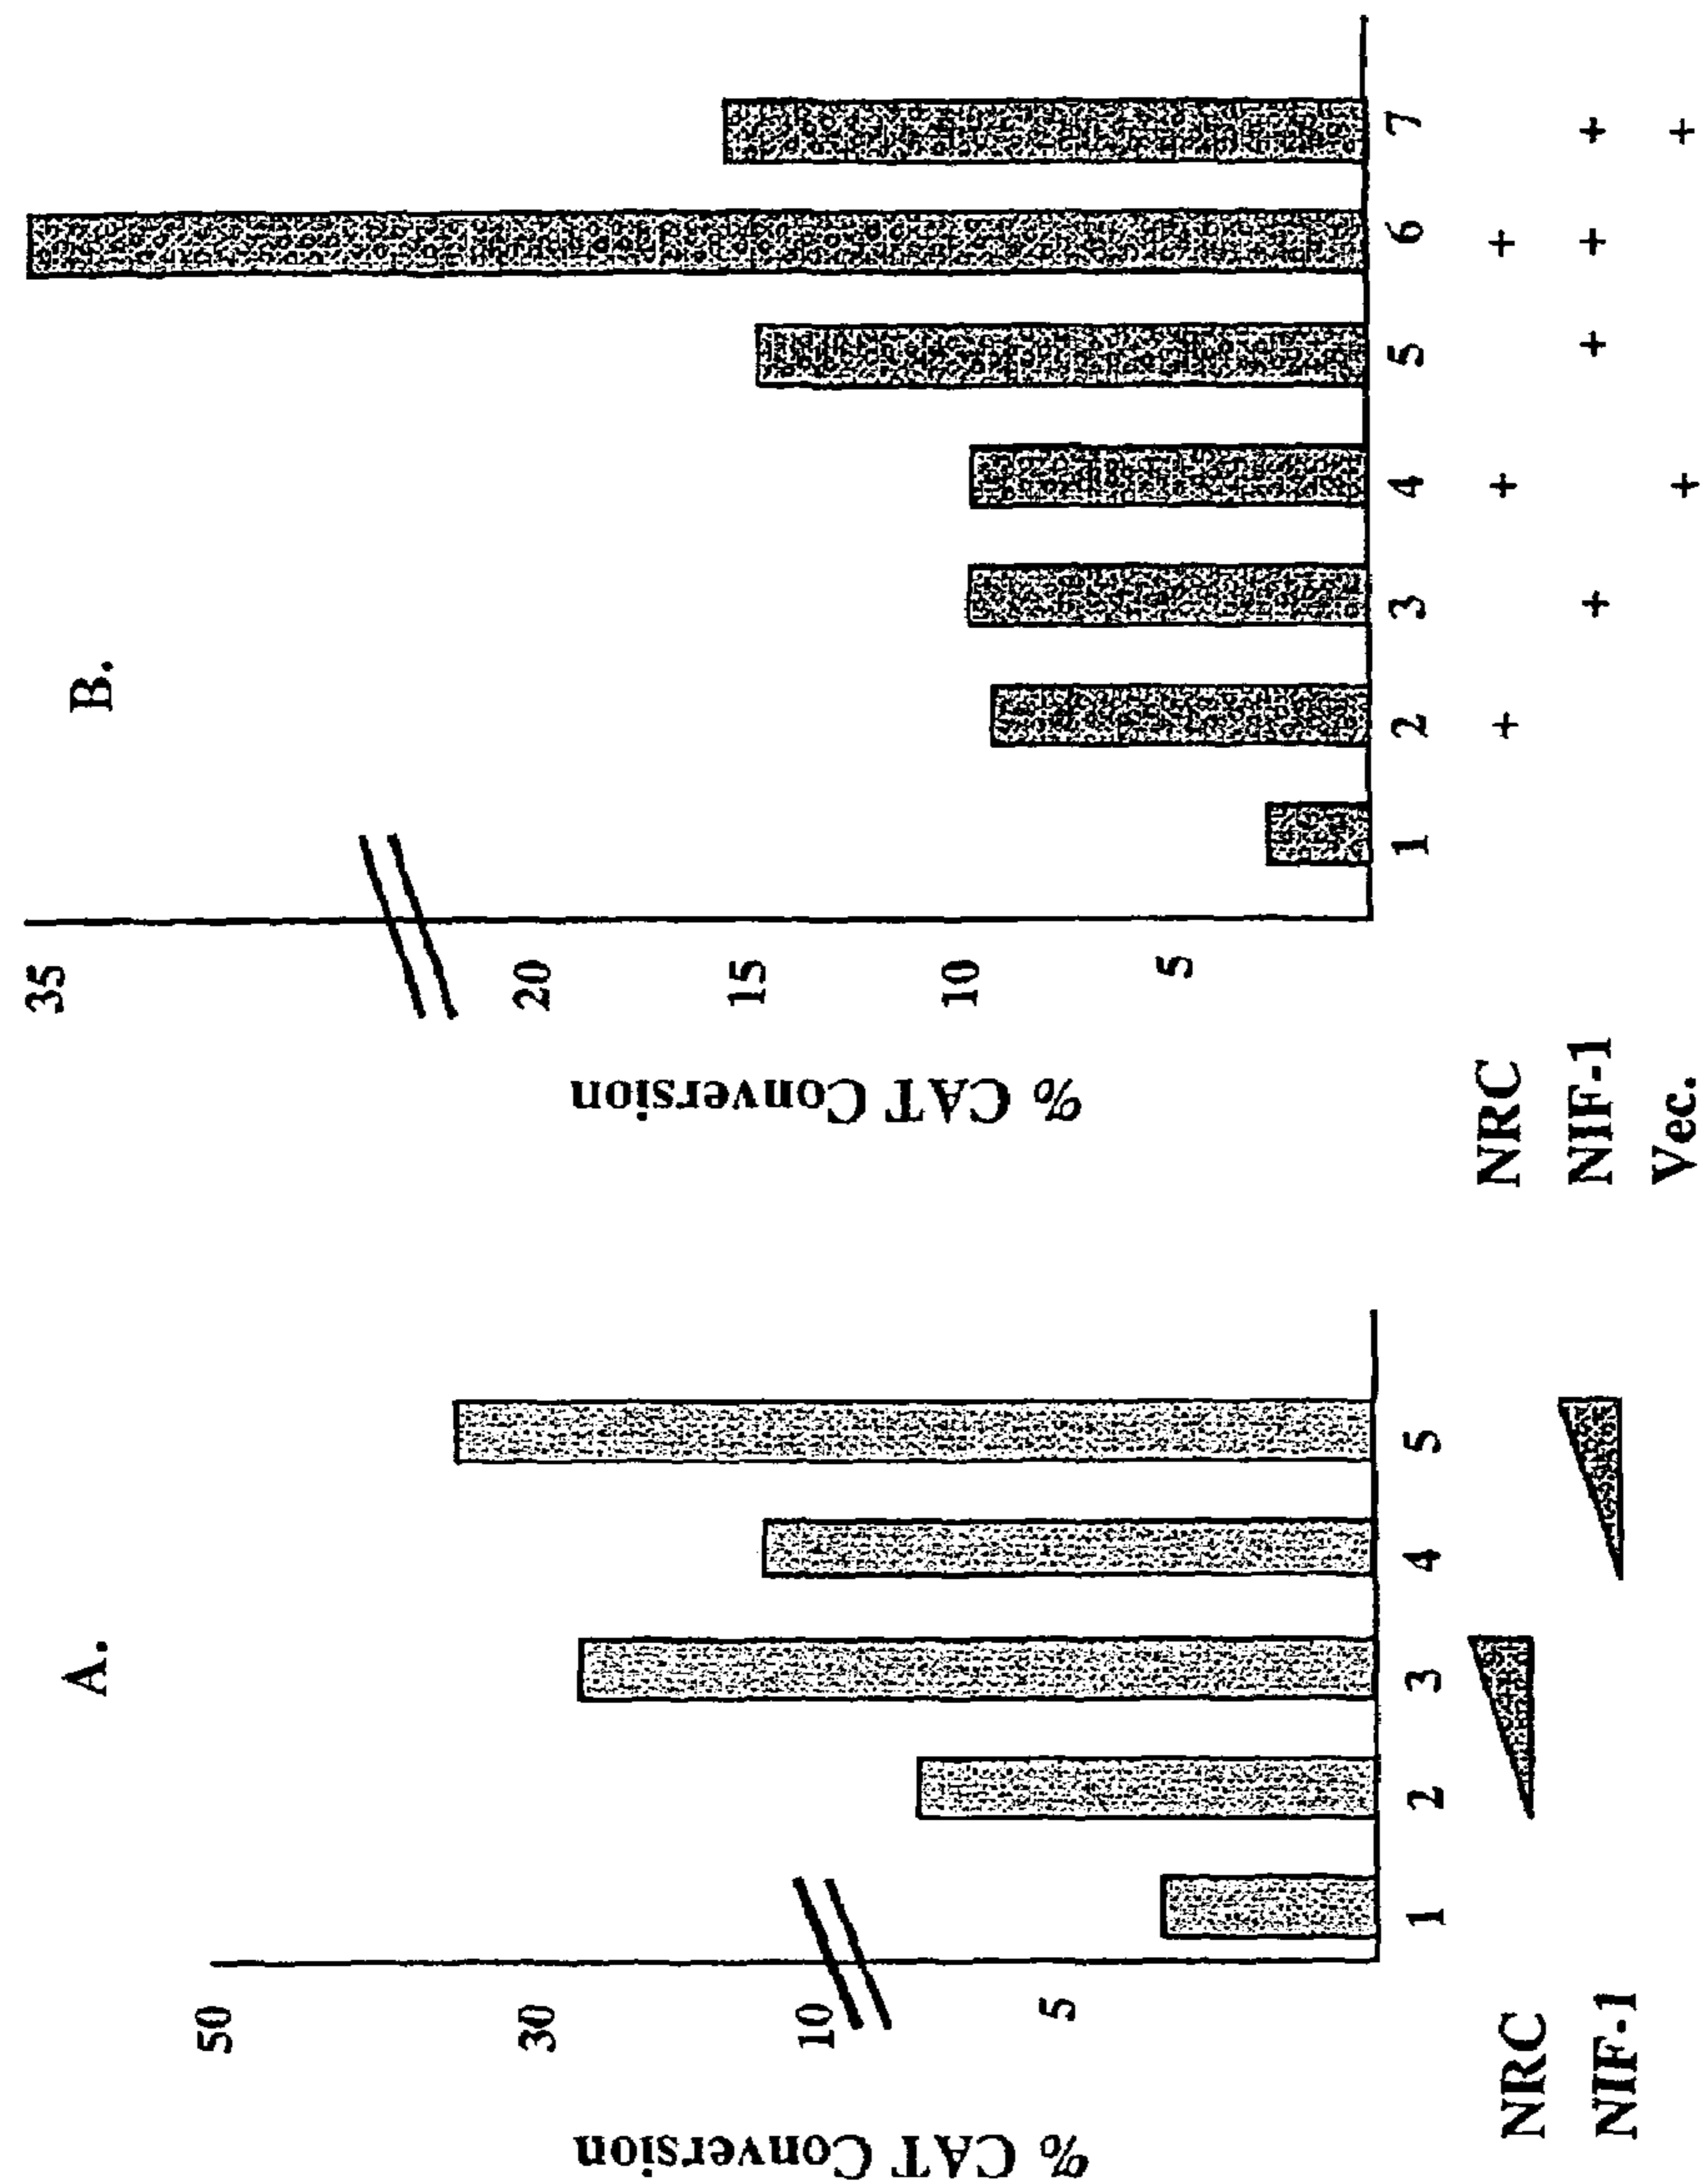 A.
% CAT Conversion
50
30
10
5
1 2 3 4 5
NRC
NIF-1
B.
% CAT Conversion
35
20
15
10
5
1 2 3 4 5 6 7
NRC + + +
NIF-1 + + + +
Vec. + +